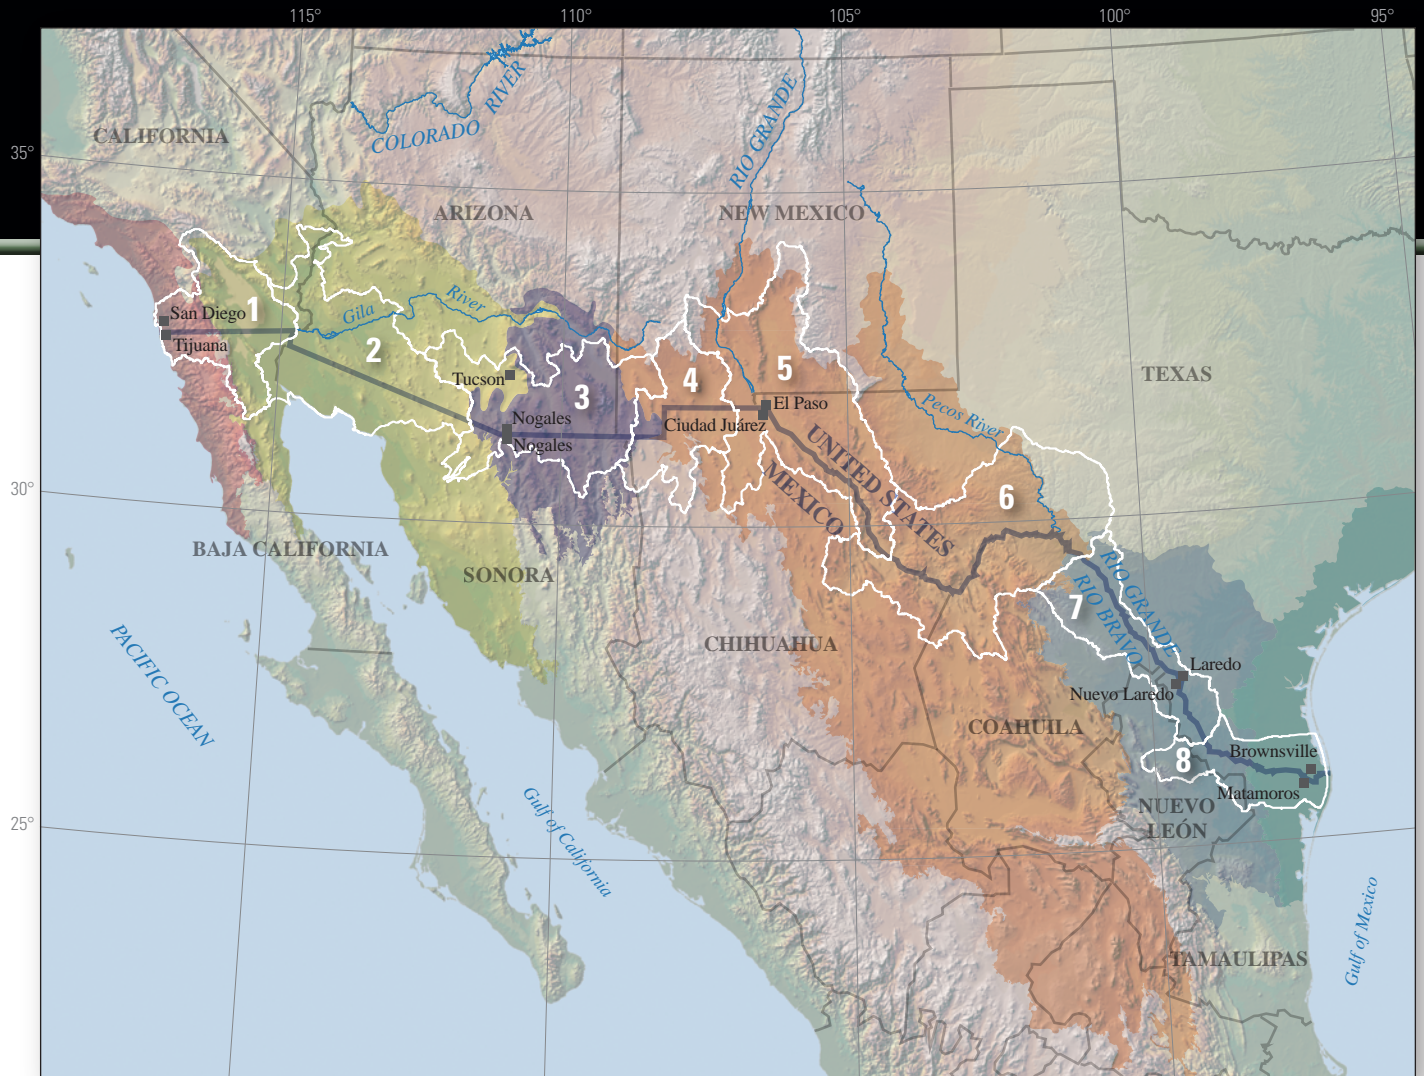 115°
110°
105°
100°
95°
35°
30°
25°
CALIFORNIA
COLORADO
RIVER
RIO GRANDE
ARIZONA
NEW MEXICO
TEXAS
San Diego
Tijuana
1
Gila
River
2
Tucson
Nogales
Nogales
3
4
5
El Paso
Ciudad Juárez
Pecos River
UNITED STATES
MEXICO
6
BAJA CALIFORNIA
SONORA
CHIHUAHUA
RIO GRANDE
RIO BRAVO
7
Laredo
Nuevo Laredo
COAHUILA
PACIFIC OCEAN
Gulf of California
8
Brownsville
Matamoros
NUEVO
LEÓN
TAMAULIPAS
Gulf of Mexico